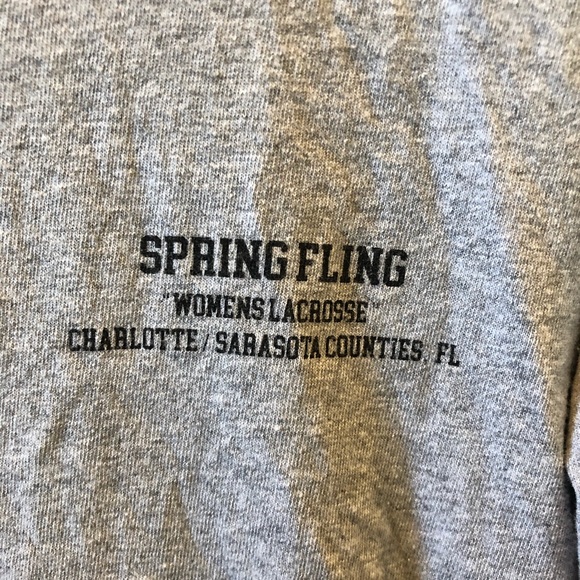 SPRING FLING
"WOMENS LACROSSE"
CHARLOTTE / SARASOTA COUNTIES, FL